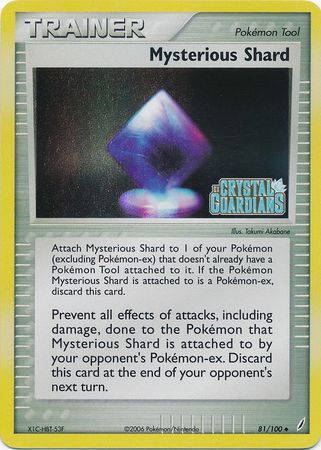 TRAINER
Pokémon Tool
Mysterious Shard
EX
CRYSTAL
GUARDIANS
Illus. Takumi Akabane
Attach Mysterious Shard to 1 of your Pokémon
(excluding Pokémon-ex) that doesn't already have a
Pokémon Tool attached to it. If the Pokémon
Mysterious Shard is attached to is a Pokémon-ex,
discard this card.
Prevent all effects of attacks, including
damage, done to the Pokémon that
Mysterious Shard is attached to by
your opponent's Pokémon-ex. Discard
this card at the end of your opponent's
next turn.
X1C-HBT-53F
©2006 Pokémon/Nintendo
81/100 ◆